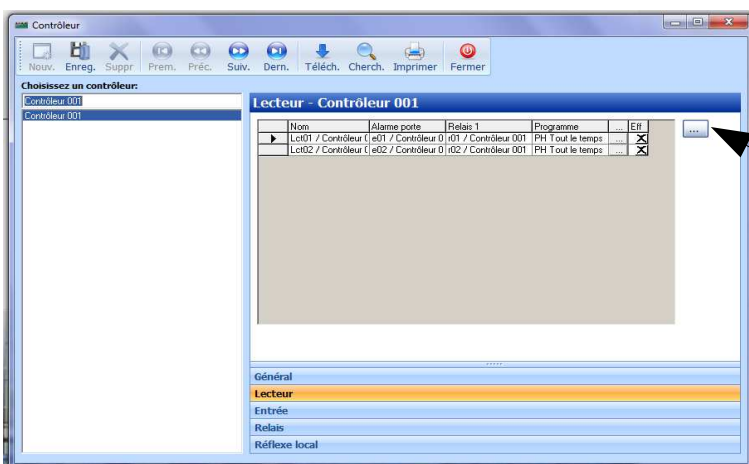 Contrôleur
Nouv. Enreg. Suppr Prem. Préc. Suiv. Dern. Téléch. Cherch. Imprimer Fermer
Choisissez un contrôleur:
Contrôleur 001
Contrôleur 001
Lecteur - Contrôleur 001
Nom Alarme porte Relais 1 Programme ... Eff
Lct01 / Contrôleur 0 e01 / Contrôleur 0 r01 / Contrôleur 001 PH Tout le temps ... X
Lct02 / Contrôleur 0 e02 / Contrôleur 0 r02 / Contrôleur 001 PH Tout le temps ... X
...
Général
Lecteur
Entrée
Relais
Réflexe local